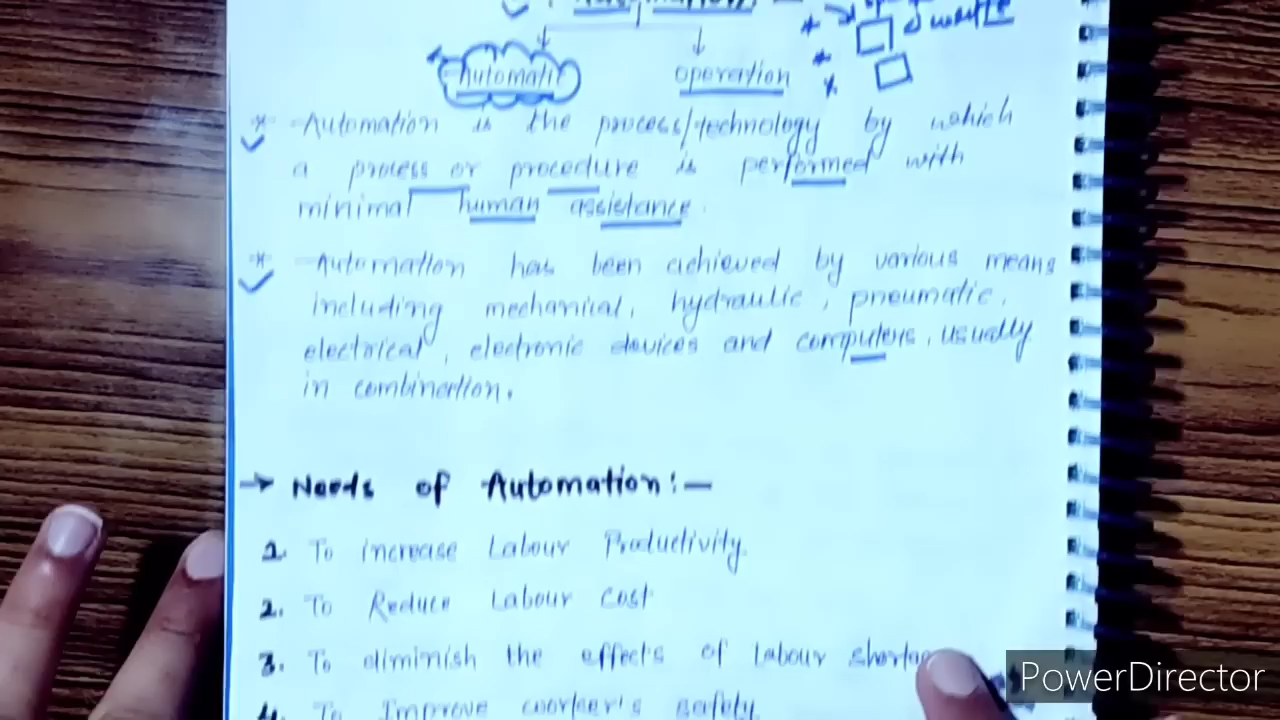 Automatic
operation
* Automation is the process/technology by which
a process or procedure is performed with
minimal human assistance.
* Automation has been achieved by various means
including mechanical, hydraulic, pneumatic,
electrical, electronic devices and computers, usually
in combination.
→ Needs of Automation:-
1. To increase Labour Productivity.
2. To Reduce Labour cost
3. To diminish the effects of labour
4. To Improve worker's safety.
PowerDirector